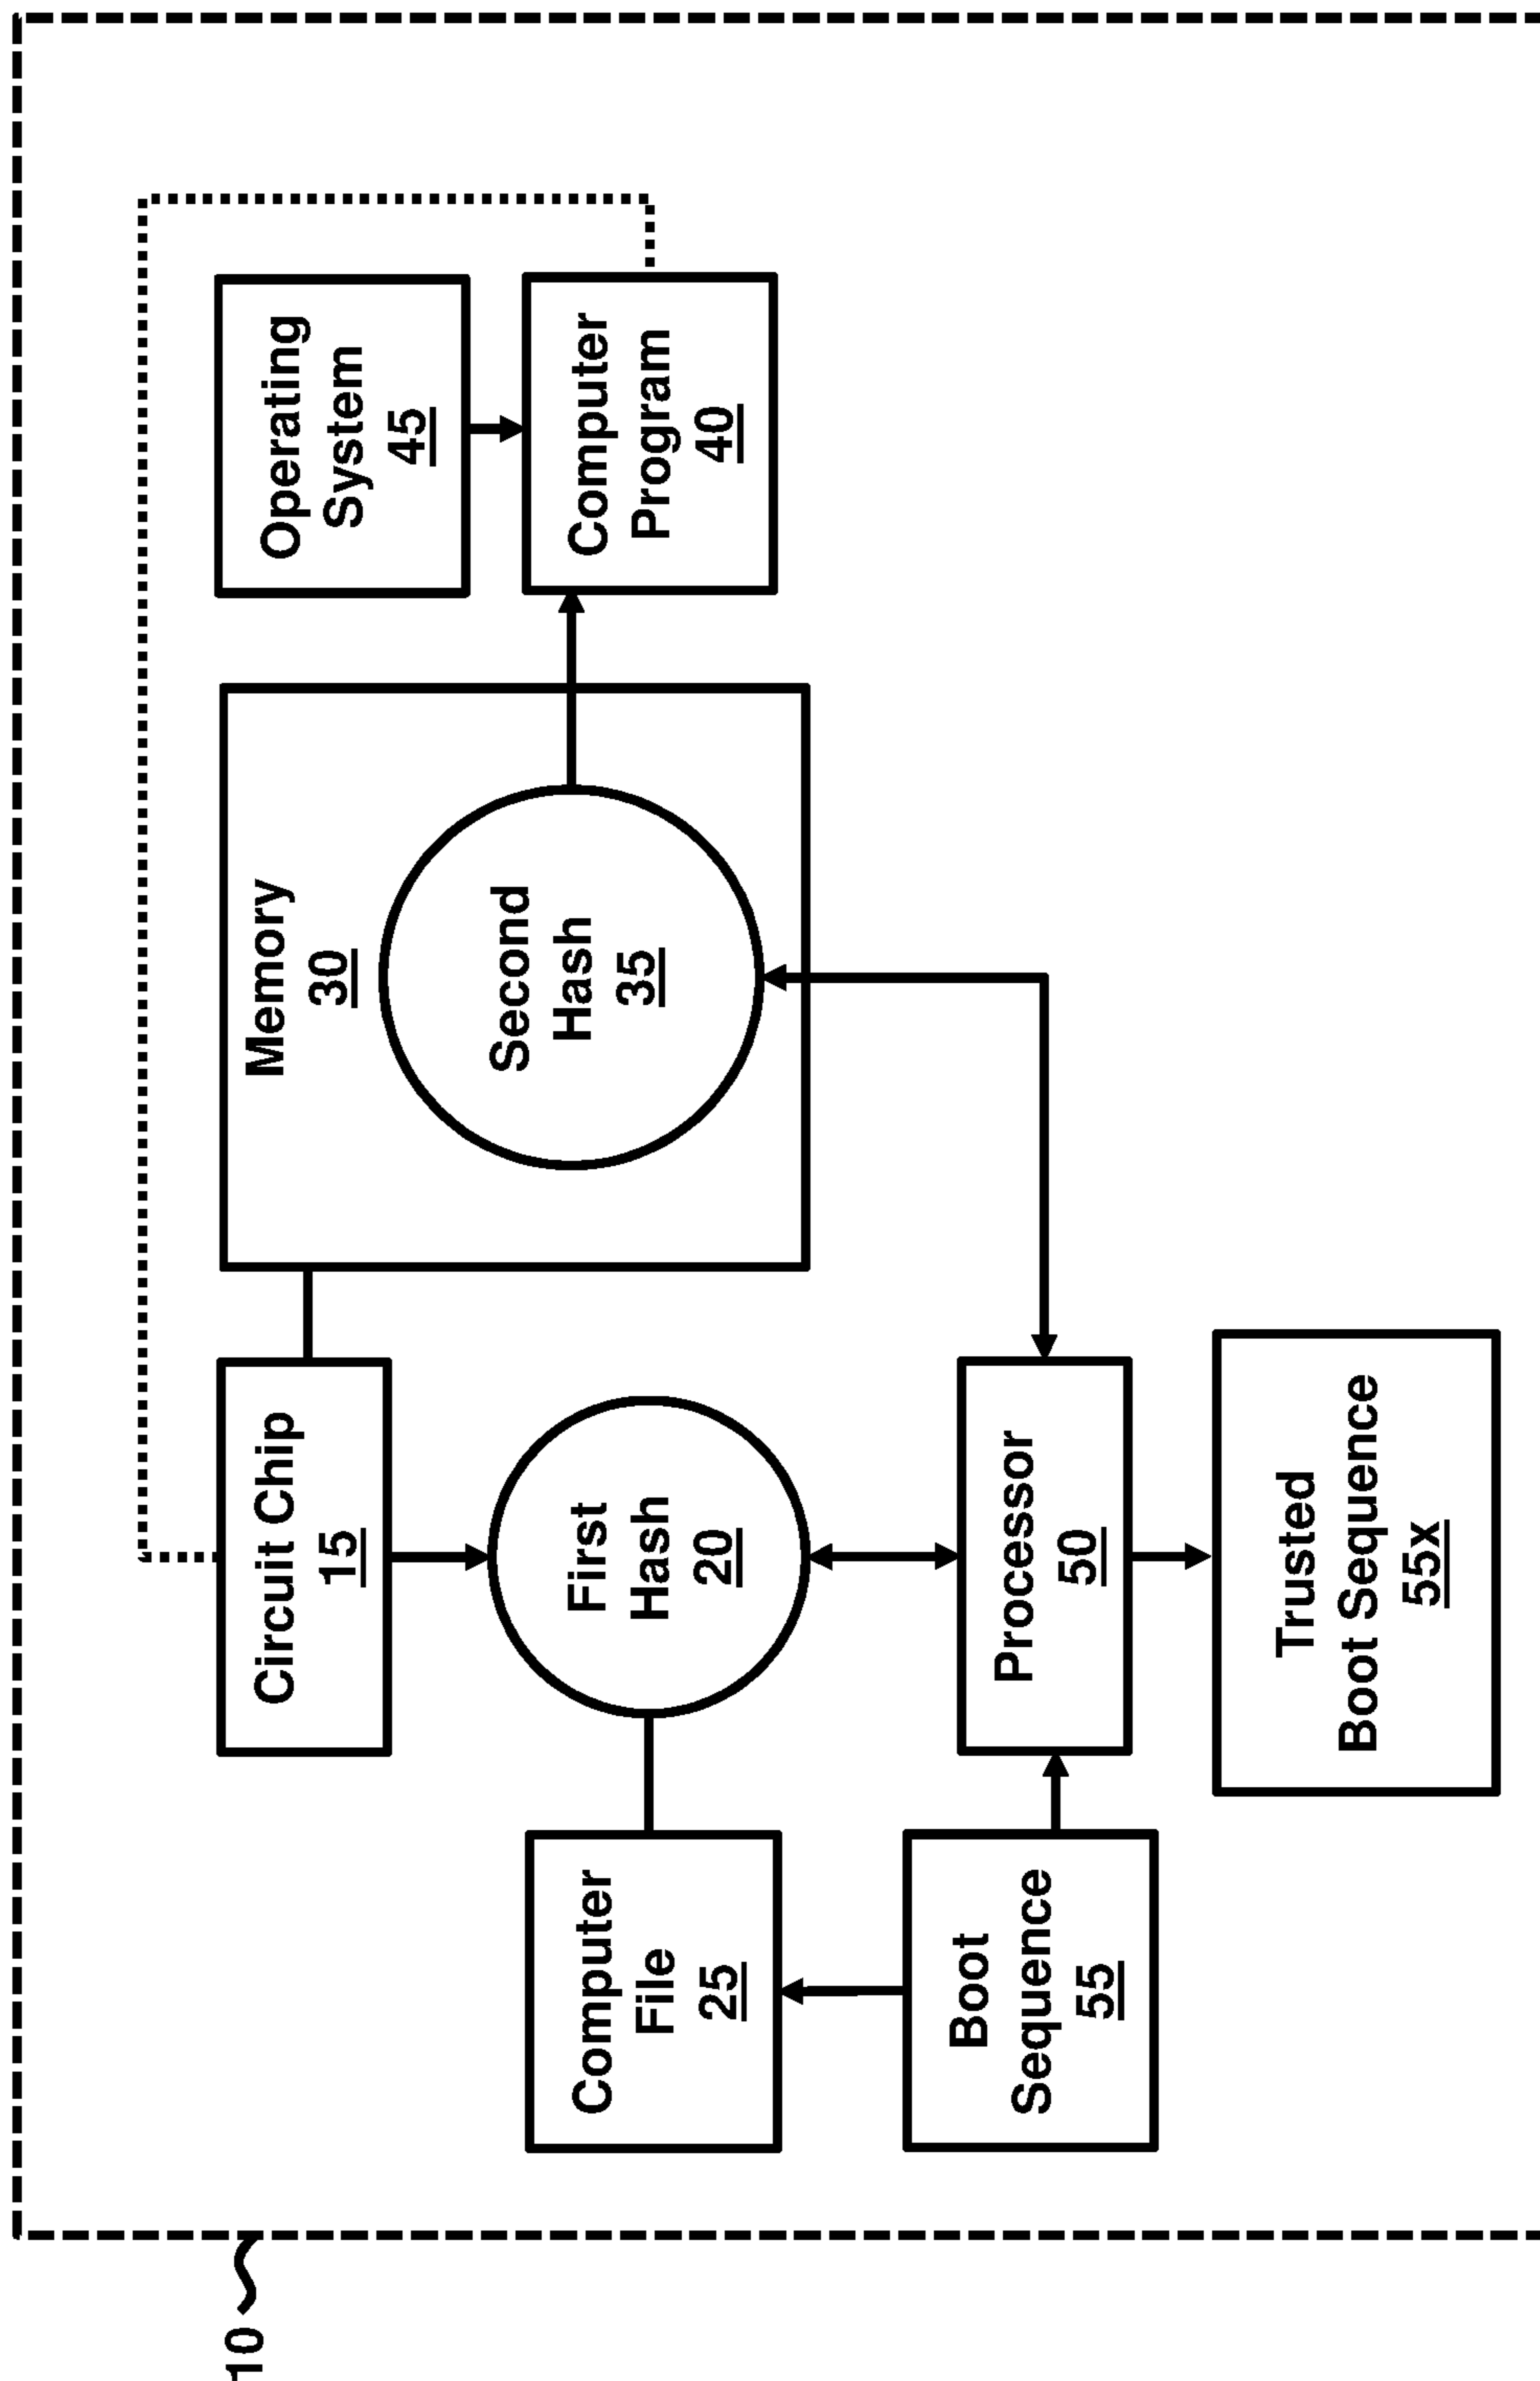 10
Circuit Chip
15
Memory
30
Operating
System
45
Second
Hash
35
Computer
Program
40
Computer
File
25
First
Hash
20
Boot
Sequence
55
Processor
50
Trusted
Boot Sequence
55x